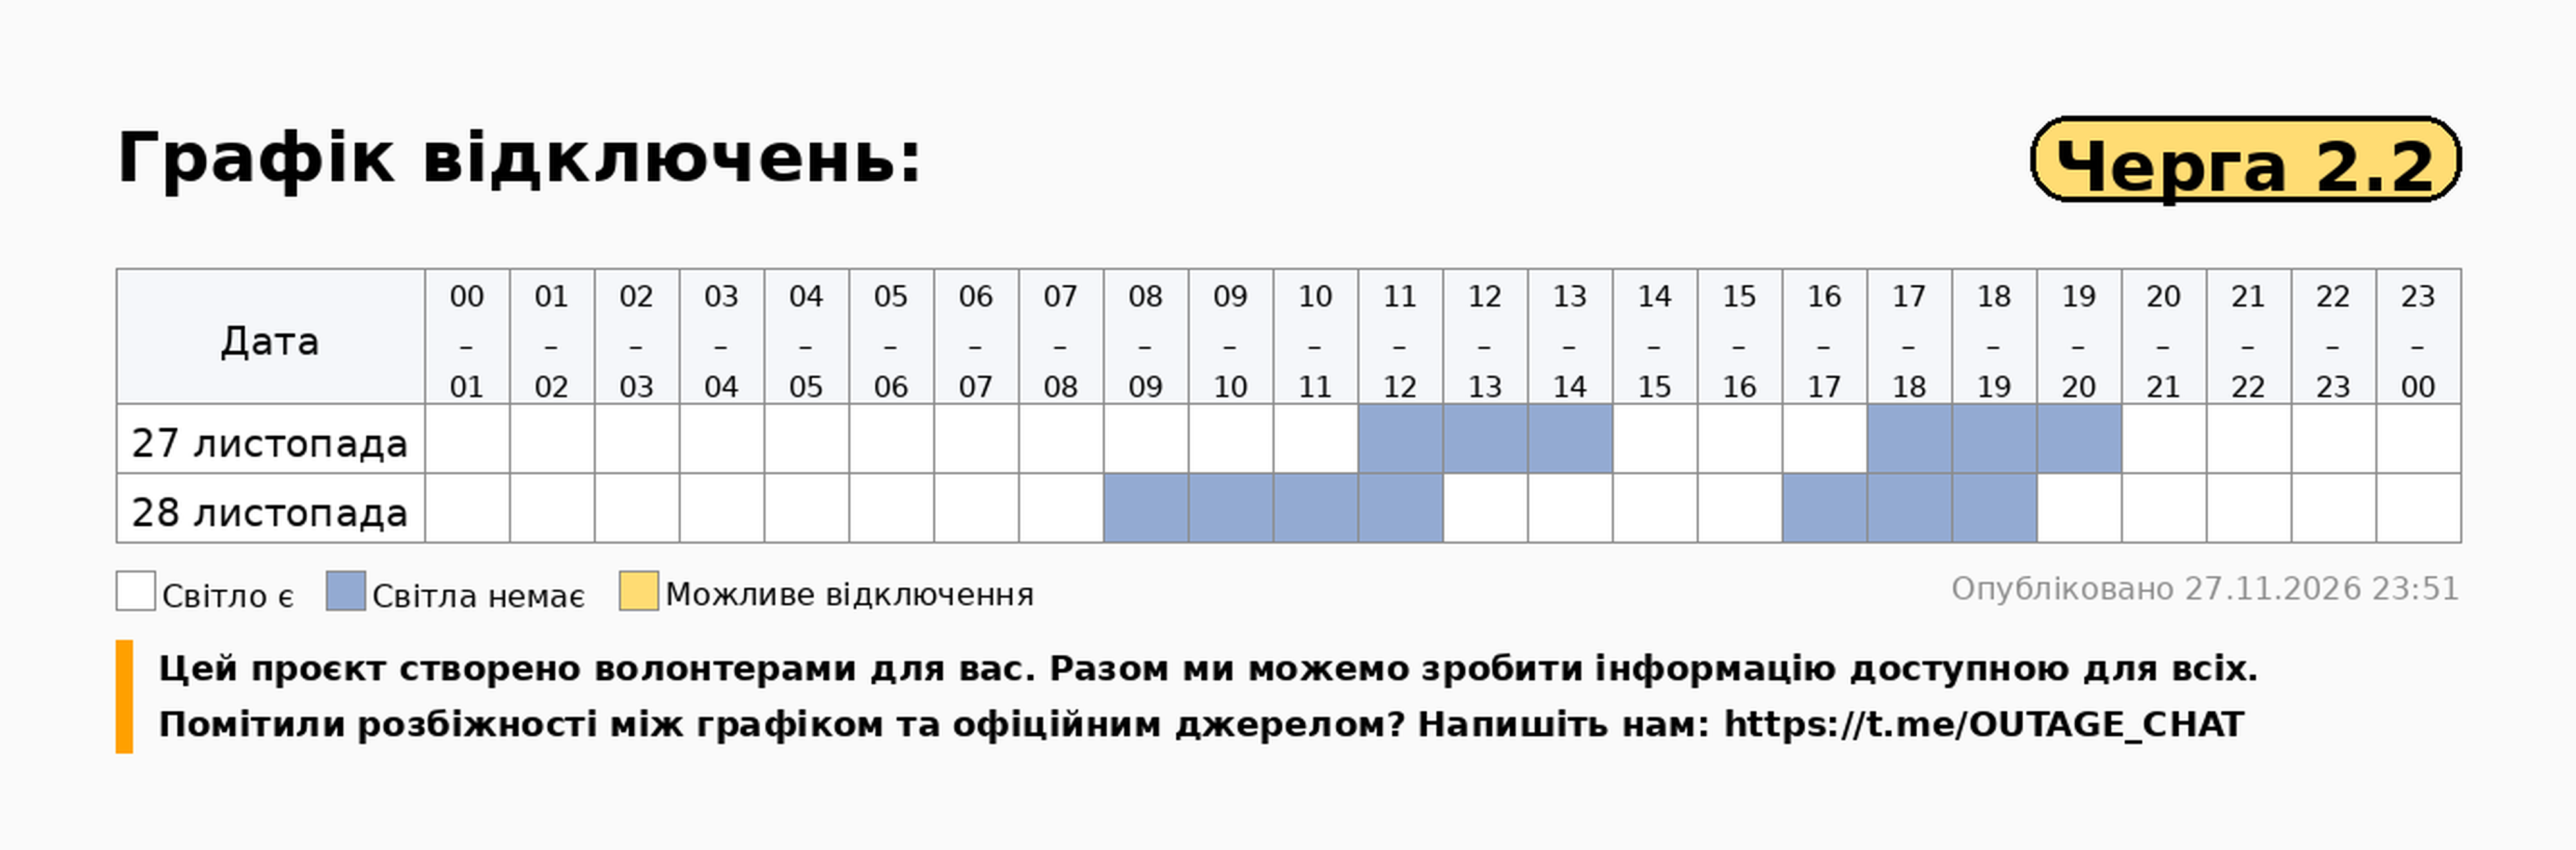 Графік відключень:
Черга 2.2
Дата
00 – 01
01 – 02
02 – 03
03 – 04
04 – 05
05 – 06
06 – 07
07 – 08
08 – 09
09 – 10
10 – 11
11 – 12
12 – 13
13 – 14
14 – 15
15 – 16
16 – 17
17 – 18
18 – 19
19 – 20
20 – 21
21 – 22
22 – 23
23 – 00
27 листопада
28 листопада
Світло є
Світла немає
Можливе відключення
Опубліковано 27.11.2026 23:51
Цей проєкт створено волонтерами для вас. Разом ми можемо зробити інформацію доступною для всіх.
Помітили розбіжності між графіком та офіційним джерелом? Напишіть нам: https://t.me/OUTAGE_CHAT